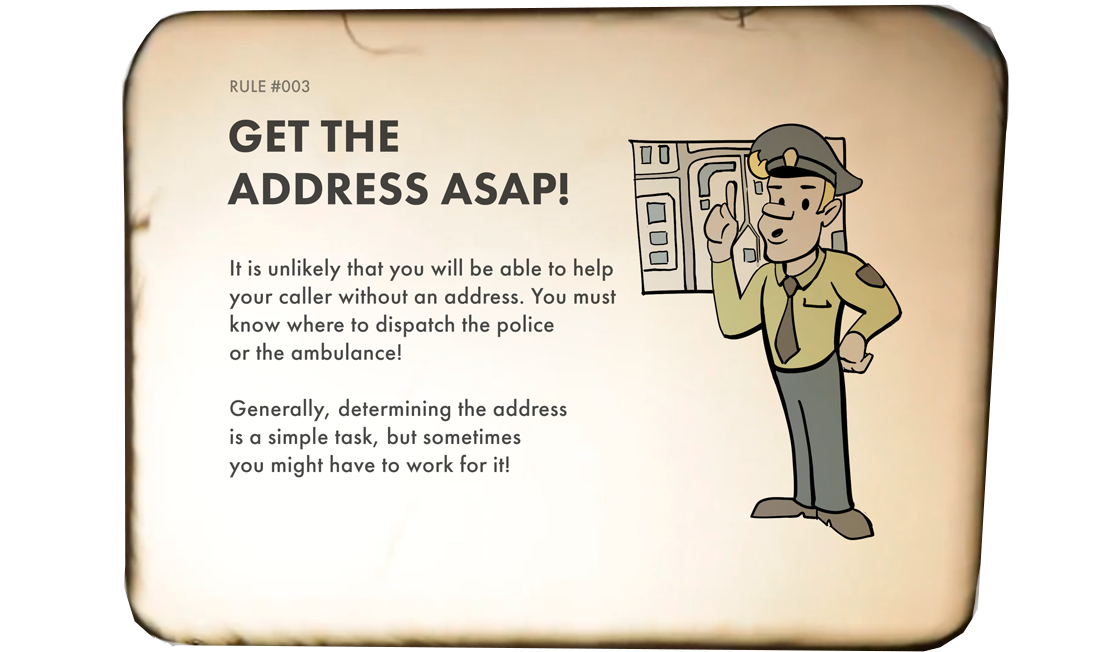 RULE #003
GET THE
ADDRESS ASAP!
It is unlikely that you will be able to help
your caller without an address. You must
know where to dispatch the police
or the ambulance!
Generally, determining the address
is a simple task, but sometimes
you might have to work for it!